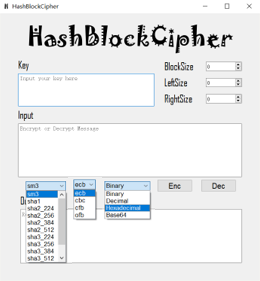 HashBlockCipher
HashBlockCipher
Key
Input your key here
BlockSize 0
LeftSize 0
RightSize 0
Input
Encrypt or Decrypt Message
sm3 ecb Binary Enc Dec
sm3
sha1
sha2_224
sha2_256
sha2_384
sha2_512
sha3_224
sha3_256
sha3_384
sha3_512
ecb
cbc
cfb
ofb
Binary
Decimal
Hexadecimal
Base64